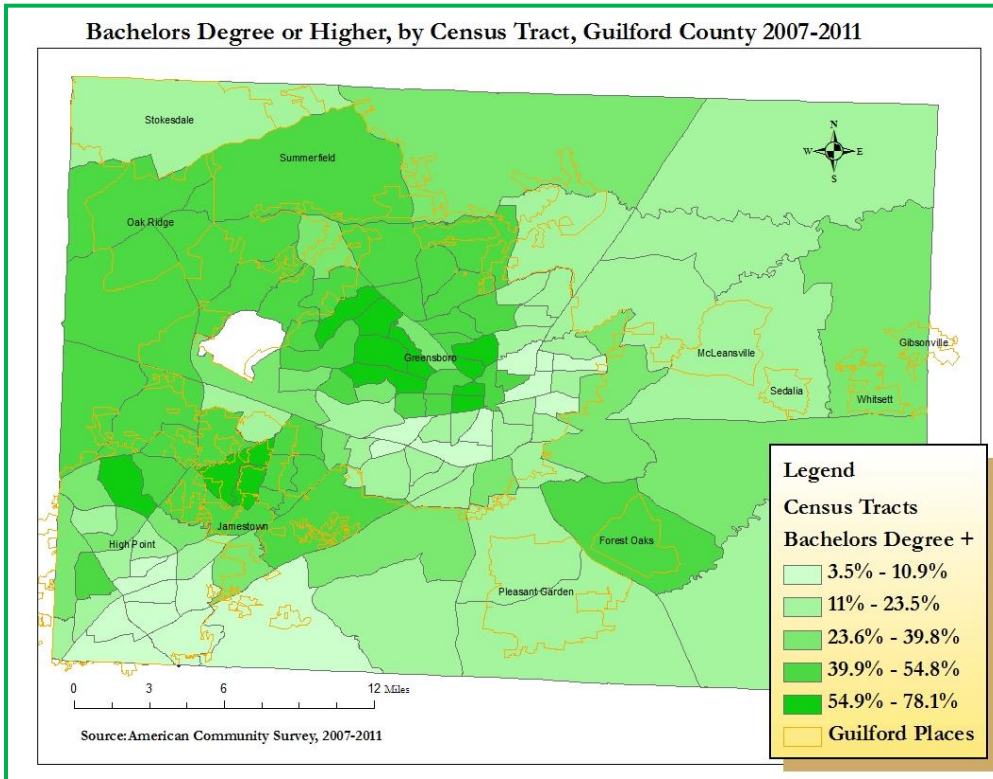 Bachelors Degree or Higher, by Census Tract, Guilford County 2007-2011
Stokesdale
N
W E
S
Summerfield
Oak Ridge
Gibsonville
McLeansville
Greensboro
Sedalia
Whitsett
Legend
Census Tracts
Bachelors Degree +
3.5% - 10.9%
11% - 23.5%
23.6% - 39.8%
39.9% - 54.8%
54.9% - 78.1%
Guilford Places
Jamestown
High Point
Forest Oaks
Pleasant Garden
0 3 6 12 Miles
Source: American Community Survey, 2007-2011